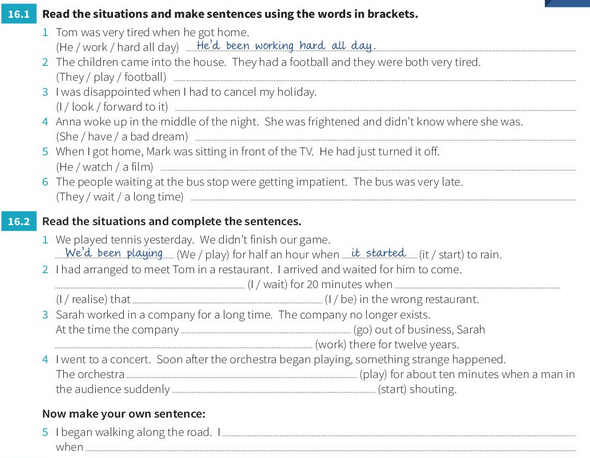 16.1 Read the situations and make sentences using the words in brackets.
1 Tom was very tired when he got home.
(He / work / hard all day) He'd been working hard all day.
2 The children came into the house. They had a football and they were both very tired.
(They / play / football)
3 I was disappointed when I had to cancel my holiday.
(I / look / forward to it)
4 Anna woke up in the middle of the night. She was frightened and didn't know where she was.
(She / have / a bad dream)
5 When I got home, Mark was sitting in front of the TV. He had just turned it off.
(He / watch / a film)
6 The people waiting at the bus stop were getting impatient. The bus was very late.
(They / wait / a long time)
16.2 Read the situations and complete the sentences.
1 We played tennis yesterday. We didn't finish our game.
We'd been playing (We / play) for half an hour when it started (it / start) to rain.
2 I had arranged to meet Tom in a restaurant. I arrived and waited for him to come.
(I / wait) for 20 minutes when
(I / realise) that (I / be) in the wrong restaurant.
3 Sarah worked in a company for a long time. The company no longer exists.
At the time the company (go) out of business, Sarah
(work) there for twelve years.
4 I went to a concert. Soon after the orchestra began playing, something strange happened.
The orchestra (play) for about ten minutes when a man in
the audience suddenly (start) shouting.
Now make your own sentence:
5 I began walking along the road. I
when